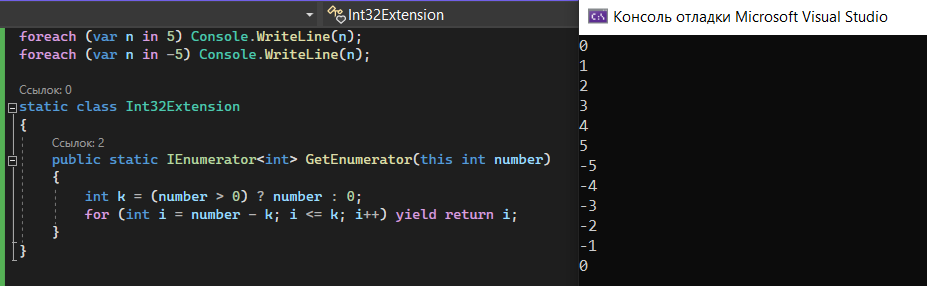 Int32Extension
foreach (var n in 5) Console.WriteLine(n);
foreach (var n in -5) Console.WriteLine(n);
Ссылок: 0
static class Int32Extension
{
Ссылок: 2
public static IEnumerator<int> GetEnumerator(this int number)
{
int k = (number > 0) ? number : 0;
for (int i = number - k; i <= k; i++) yield return i;
}
}
Консоль отладки Microsoft Visual Studio
0
1
2
3
4
5
-5
-4
-3
-2
-1
0